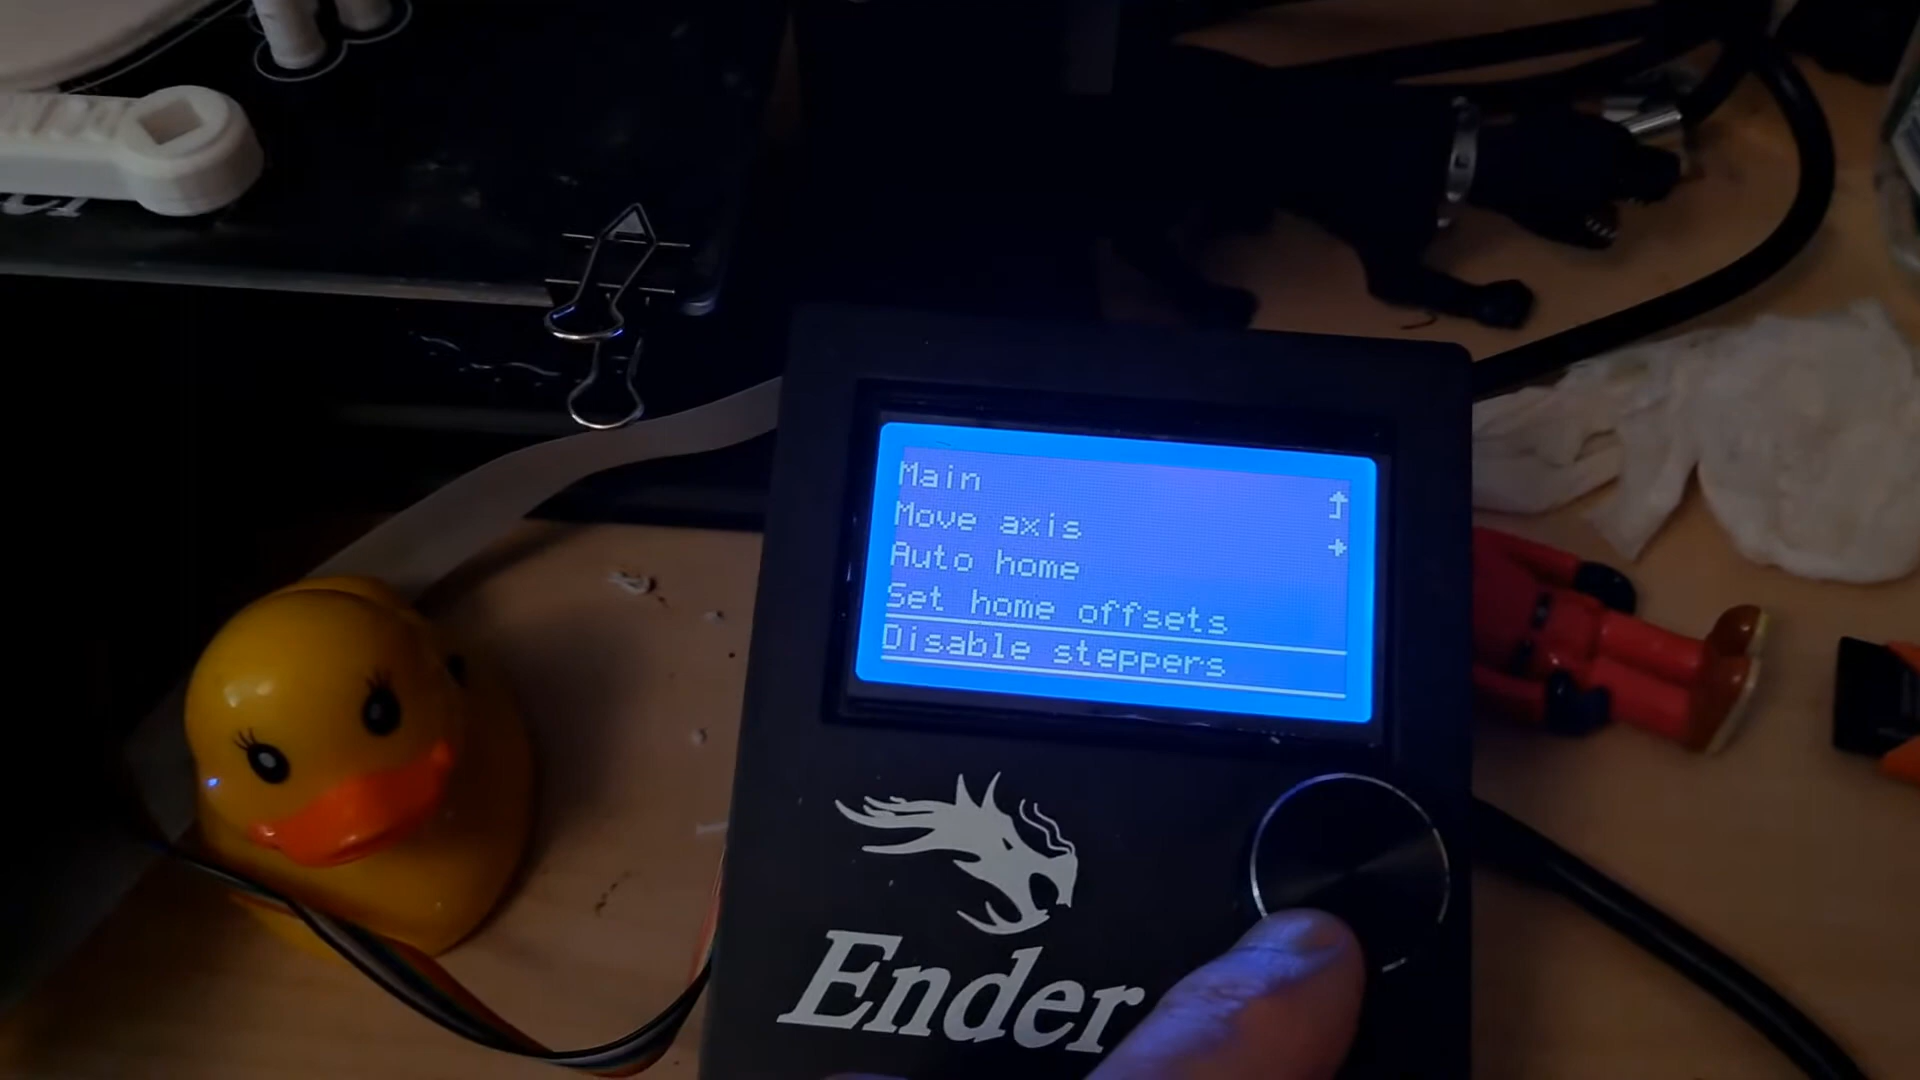 Main
Move axis
Auto home
Set home offsets
Disable steppers
Ender